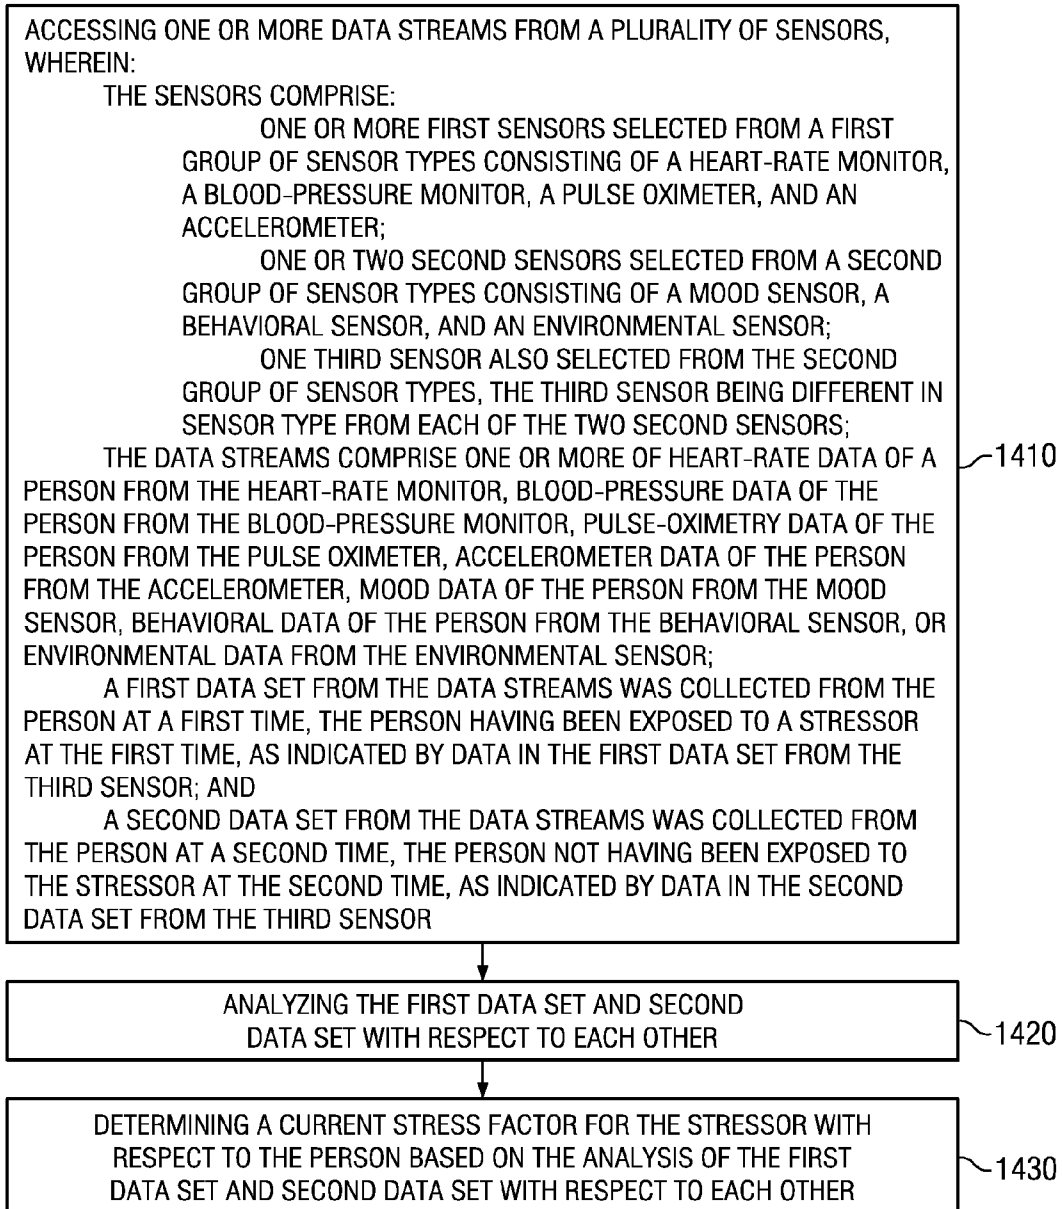 ACCESSING ONE OR MORE DATA STREAMS FROM A PLURALITY OF SENSORS,
WHEREIN:
THE SENSORS COMPRISE:
ONE OR MORE FIRST SENSORS SELECTED FROM A FIRST
GROUP OF SENSOR TYPES CONSISTING OF A HEART-RATE MONITOR,
A BLOOD-PRESSURE MONITOR, A PULSE OXIMETER, AND AN
ACCELEROMETER;
ONE OR TWO SECOND SENSORS SELECTED FROM A SECOND
GROUP OF SENSOR TYPES CONSISTING OF A MOOD SENSOR, A
BEHAVIORAL SENSOR, AND AN ENVIRONMENTAL SENSOR;
ONE THIRD SENSOR ALSO SELECTED FROM THE SECOND
GROUP OF SENSOR TYPES, THE THIRD SENSOR BEING DIFFERENT IN
SENSOR TYPE FROM EACH OF THE TWO SECOND SENSORS;
THE DATA STREAMS COMPRISE ONE OR MORE OF HEART-RATE DATA OF A
PERSON FROM THE HEART-RATE MONITOR, BLOOD-PRESSURE DATA OF THE
PERSON FROM THE BLOOD-PRESSURE MONITOR, PULSE-OXIMETRY DATA OF THE
PERSON FROM THE PULSE OXIMETER, ACCELEROMETER DATA OF THE PERSON
FROM THE ACCELEROMETER, MOOD DATA OF THE PERSON FROM THE MOOD
SENSOR, BEHAVIORAL DATA OF THE PERSON FROM THE BEHAVIORAL SENSOR, OR
ENVIRONMENTAL DATA FROM THE ENVIRONMENTAL SENSOR;
A FIRST DATA SET FROM THE DATA STREAMS WAS COLLECTED FROM THE
PERSON AT A FIRST TIME, THE PERSON HAVING BEEN EXPOSED TO A STRESSOR
AT THE FIRST TIME, AS INDICATED BY DATA IN THE FIRST DATA SET FROM THE
THIRD SENSOR; AND
A SECOND DATA SET FROM THE DATA STREAMS WAS COLLECTED FROM
THE PERSON AT A SECOND TIME, THE PERSON NOT HAVING BEEN EXPOSED TO
THE STRESSOR AT THE SECOND TIME, AS INDICATED BY DATA IN THE SECOND
DATA SET FROM THE THIRD SENSOR
1410
ANALYZING THE FIRST DATA SET AND SECOND
DATA SET WITH RESPECT TO EACH OTHER
1420
DETERMINING A CURRENT STRESS FACTOR FOR THE STRESSOR WITH
RESPECT TO THE PERSON BASED ON THE ANALYSIS OF THE FIRST
DATA SET AND SECOND DATA SET WITH RESPECT TO EACH OTHER
1430